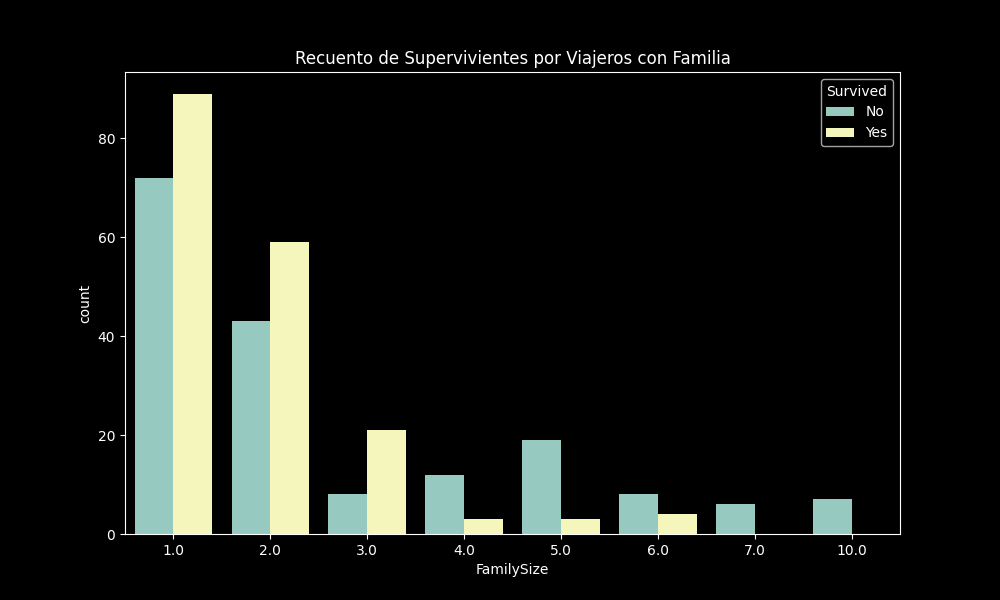 Recuento de Supervivientes por Viajeros con Familia
Survived
No
Yes
count
80
60
40
20
0
1.0 2.0 3.0 4.0 5.0 6.0 7.0 10.0
FamilySize